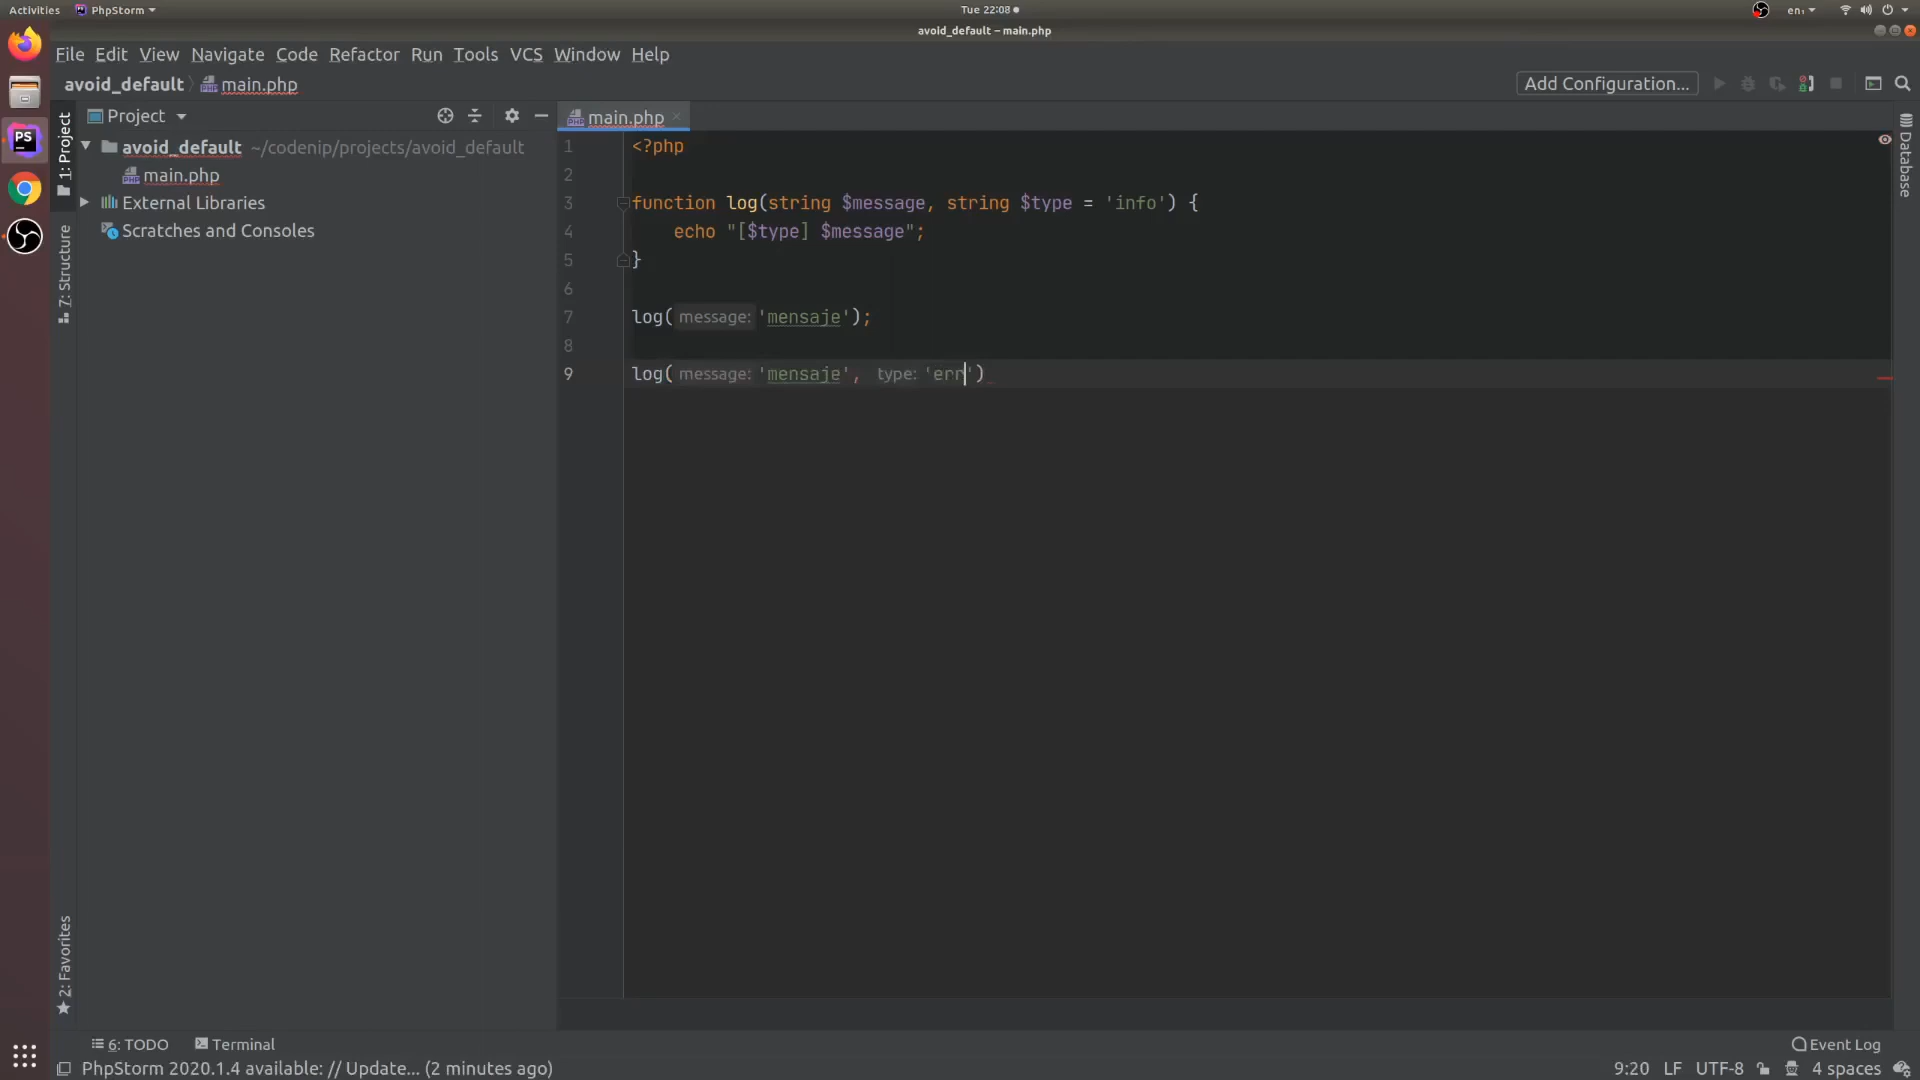 Activities PhpStorm Tue 22:08 en₁
avoid_default – main.php
File Edit View Navigate Code Refactor Run Tools VCS Window Help
avoid_default main.php Add Configuration...
1: Project
7: Structure
2: Favorites
Project
avoid_default ~/codenip/projects/avoid_default
main.php
External Libraries
Scratches and Consoles
PS
main.php
1 <?php
2
3 function log(string $message, string $type = 'info') {
4 echo "[$type] $message";
5 }
6
7 log( message: 'mensaje');
8
9 log( message: 'mensaje', type: 'err')
Database
6: TODO Terminal Event Log
PhpStorm 2020.1.4 available: // Update... (2 minutes ago) 9:20 LF UTF-8 4 spaces